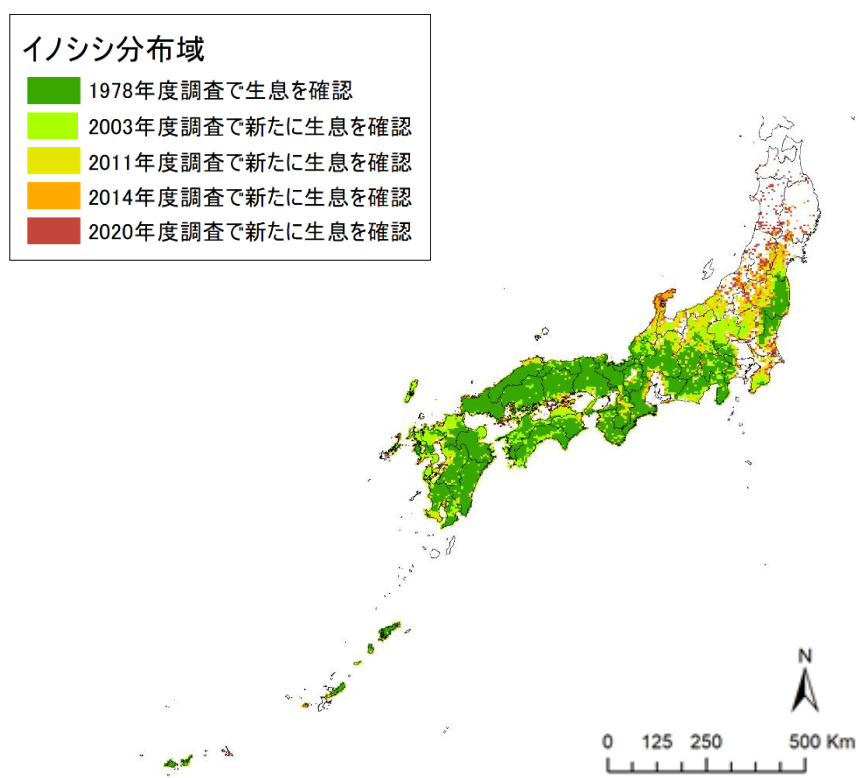 イノシシ分布域
1978年度調査で生息を確認
2003年度調査で新たに生息を確認
2011年度調査で新たに生息を確認
2014年度調査で新たに生息を確認
2020年度調査で新たに生息を確認
N
0 125 250 500 Km